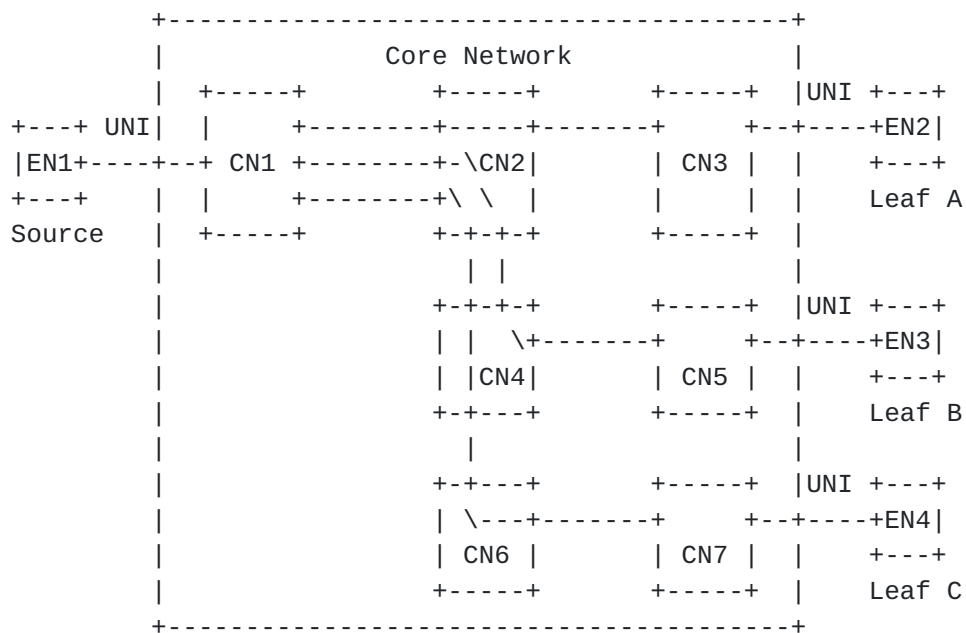 Core Network
UNI
UNI
EN2
EN1
CN1
CN2
CN3
Leaf A
Source
UNI
EN3
CN4
CN5
Leaf B
UNI
EN4
CN6
CN7
Leaf C